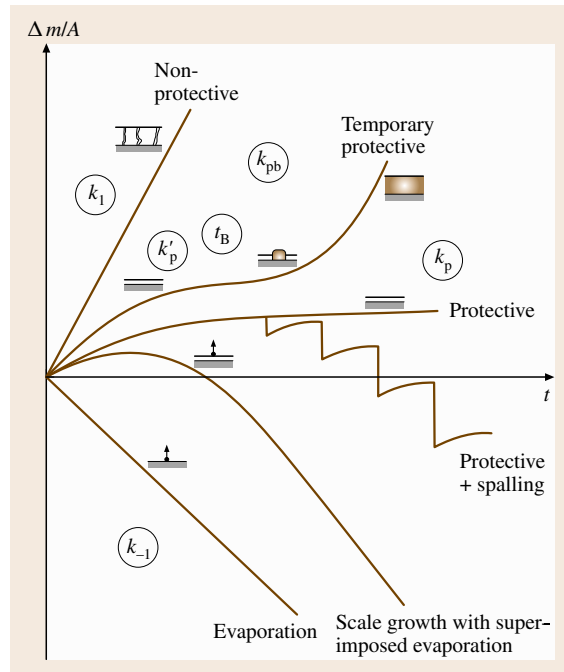 Δ m/A
Non-
protective
Temporary
protective
k_pb
k_1
t_B
k′_p
k_p
Protective
t
Protective
+ spalling
k_–1
Evaporation
Scale growth with super-
imposed evaporation